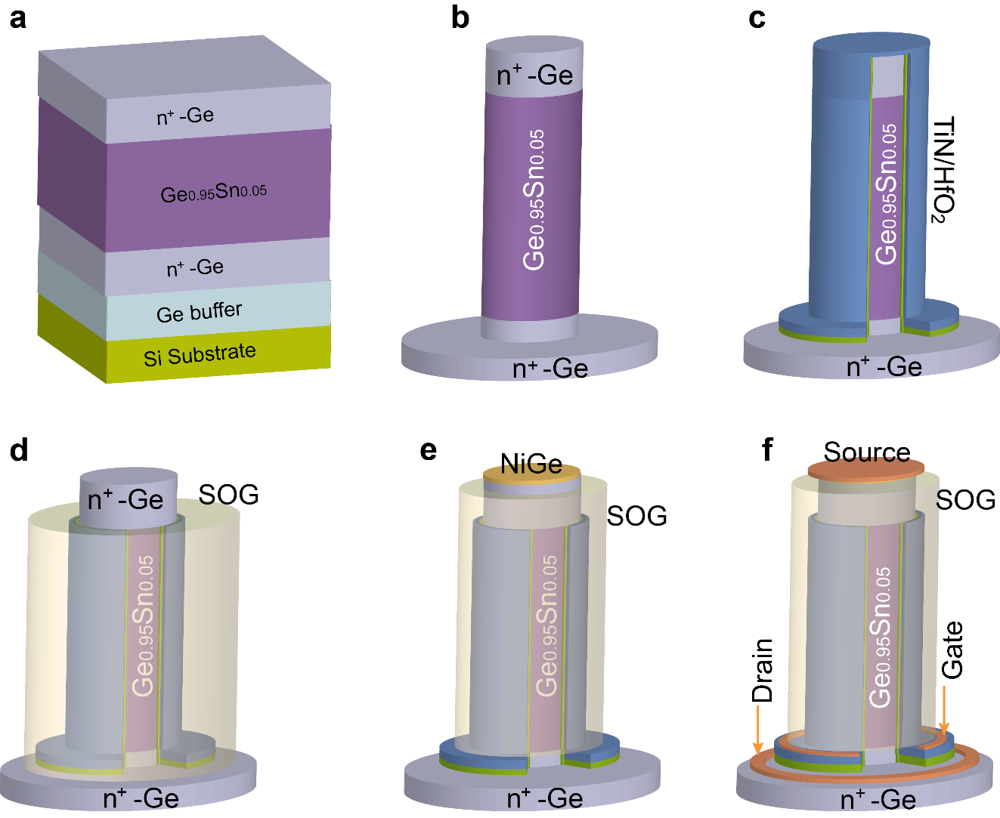 a
n⁺ -Ge
Ge0.95Sn0.05
n⁺ -Ge
Ge buffer
Si Substrate
b
n⁺ -Ge
Ge0.95Sn0.05
n⁺ -Ge
c
Ge0.95Sn0.05
TiN/HfO₂
n⁺ -Ge
d
n⁺ -Ge
SOG
Ge0.95Sn0.05
n⁺ -Ge
e
NiGe
SOG
Ge0.95Sn0.05
n⁺ -Ge
f
Source
SOG
Ge0.95Sn0.05
Drain
Gate
n⁺ -Ge